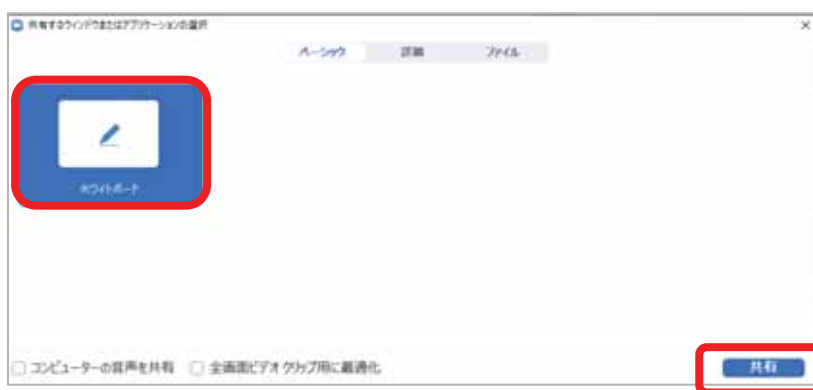 共有するウィンドウまたはアプリケーションの選択
ベーシック 詳細 ファイル
ホワイトボード
コンピューターの音声を共有 全画面ビデオ クリップ用に最適化
共有